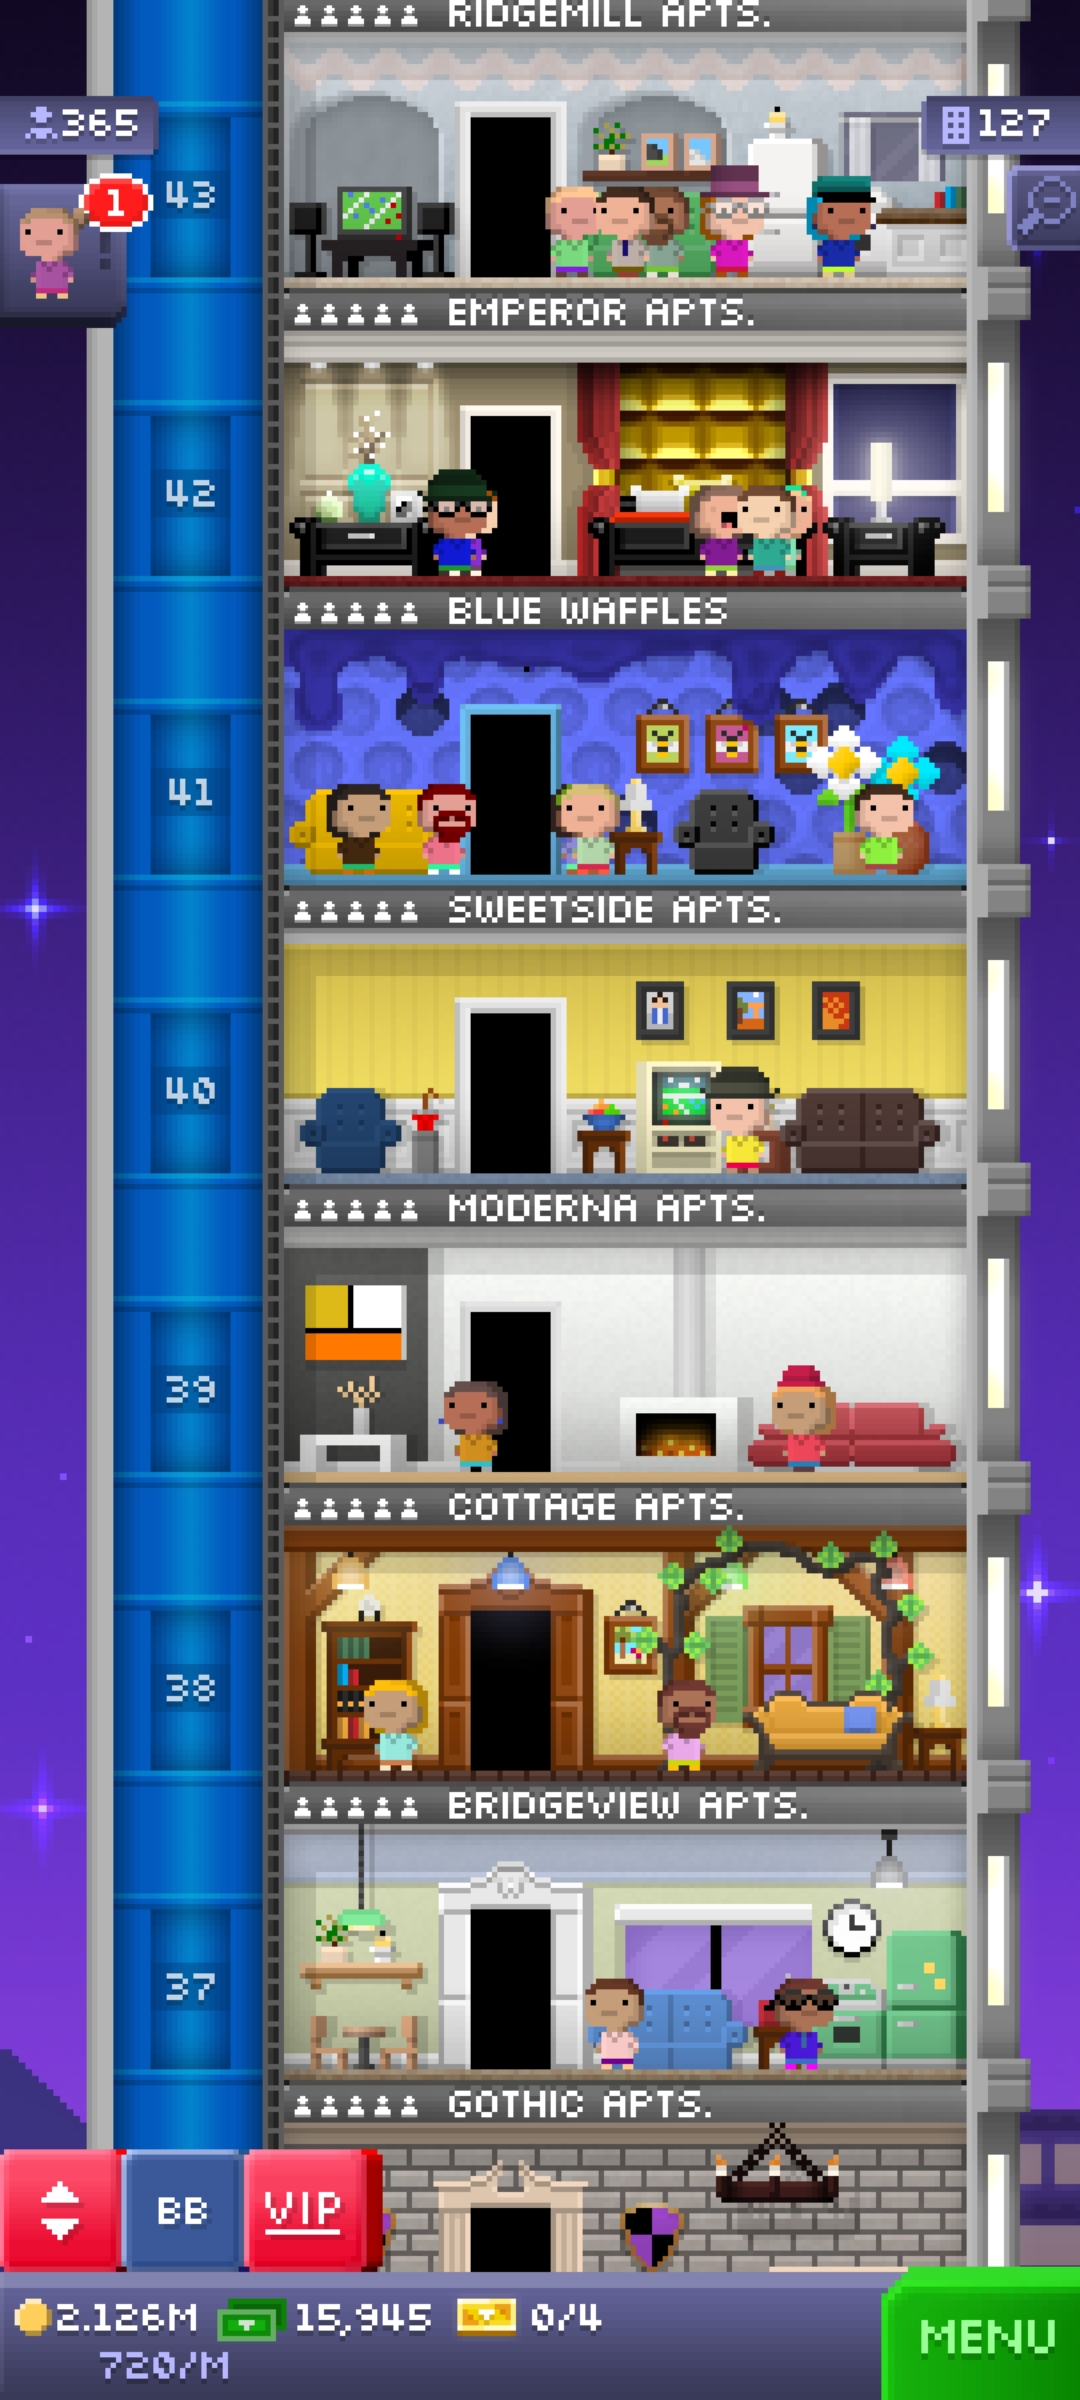 RIDGEMILL APTS.
365
127
1
43
EMPEROR APTS.
42
BLUE WAFFLES
41
SWEETSIDE APTS.
40
MODERNA APTS.
39
COTTAGE APTS.
38
BRIDGEVIEW APTS.
37
GOTHIC APTS.
BB
VIP
2.126M
15,945
0/4
MENU
720/M